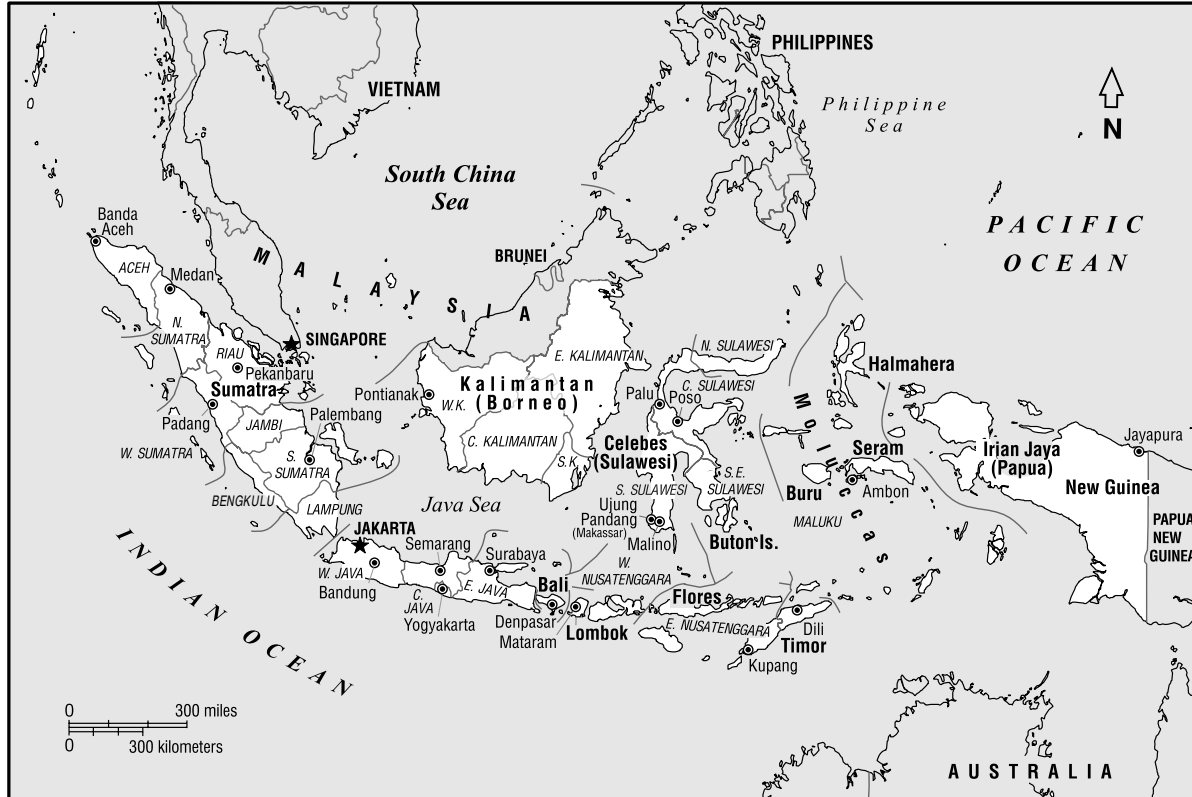 PHILIPPINES
VIETNAM
Philippine
Sea
N
South China
Sea
PACIFIC
OCEAN
Banda
Aceh
ACEH
Medan
MALAYSIA
BRUNEI
N.
SUMATRA
RIAU
SINGAPORE
Pekanbaru
Sumatra
Padang
Palembang
JAMBI
W. SUMATRA
S.
SUMATRA
BENGKULU
LAMPUNG
Pontianak
W.K.
E. KALIMANTAN
Kalimantan
(Borneo)
C. KALIMANTAN
S.K.
N. SULAWESI
C. SULAWESI
Palu
Poso
Celebes
(Sulawesi)
S.E.
SULAWESI
S. SULAWESI
Ujung
Pandang
(Makassar)
Malino
Buton Is.
Halmahera
Moluccas
Seram
Buru
Ambon
MALUKU
Irian Jaya
(Papua)
Jayapura
New Guinea
PAPUA
NEW
GUINEA
Java Sea
JAKARTA
Semarang
Surabaya
W. JAVA
Bandung
C.
JAVA
Yogyakarta
E. JAVA
Bali
Denpasar
Mataram
Lombok
W.
NUSATENGGARA
Flores
E. NUSATENGGARA
Dili
Timor
Kupang
INDIAN OCEAN
0 300 miles
0 300 kilometers
AUSTRALIA